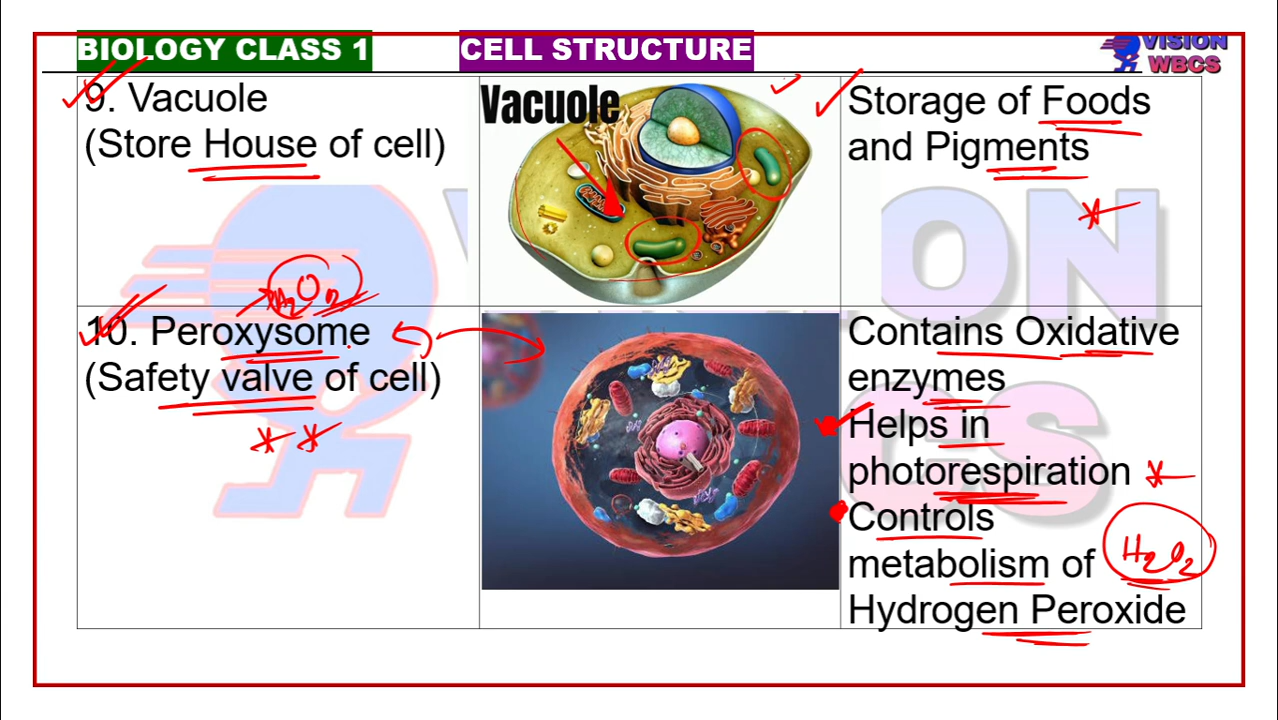 BIOLOGY CLASS 1
CELL STRUCTURE
VISION
WBCS
9. Vacuole
(Store House of cell)
Vacuole
Storage of Foods
and Pigments
H2O2
10. Peroxysome
(Safety valve of cell)
Contains Oxidative
enzymes
Helps in
photorespiration
Controls
metabolism of
H2O2
Hydrogen Peroxide